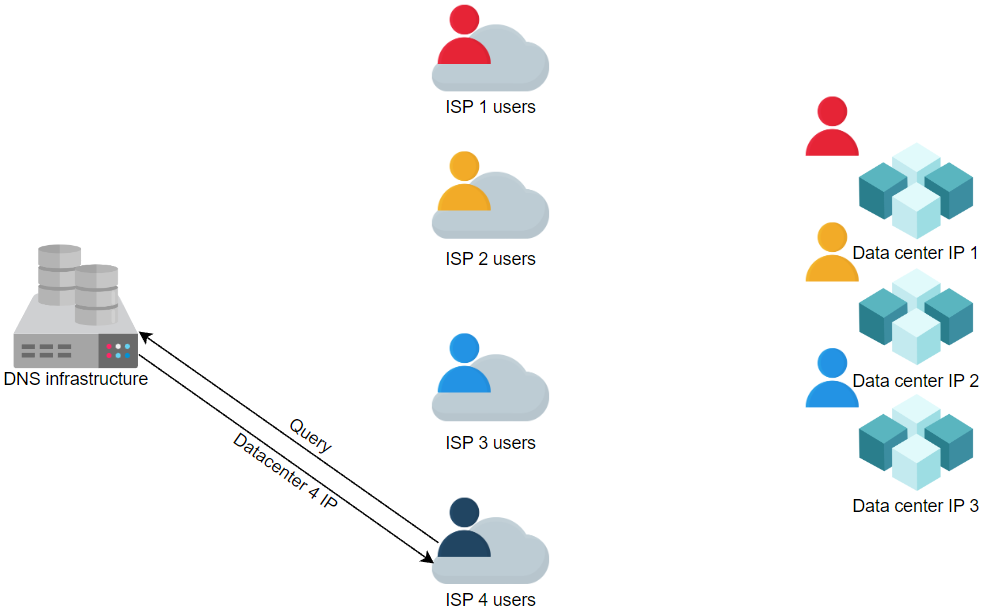 ISP 1 users
ISP 2 users
Data center IP 1
DNS infrastructure
Data center IP 2
Query
Datacenter 4 IP
ISP 3 users
Data center IP 3
ISP 4 users